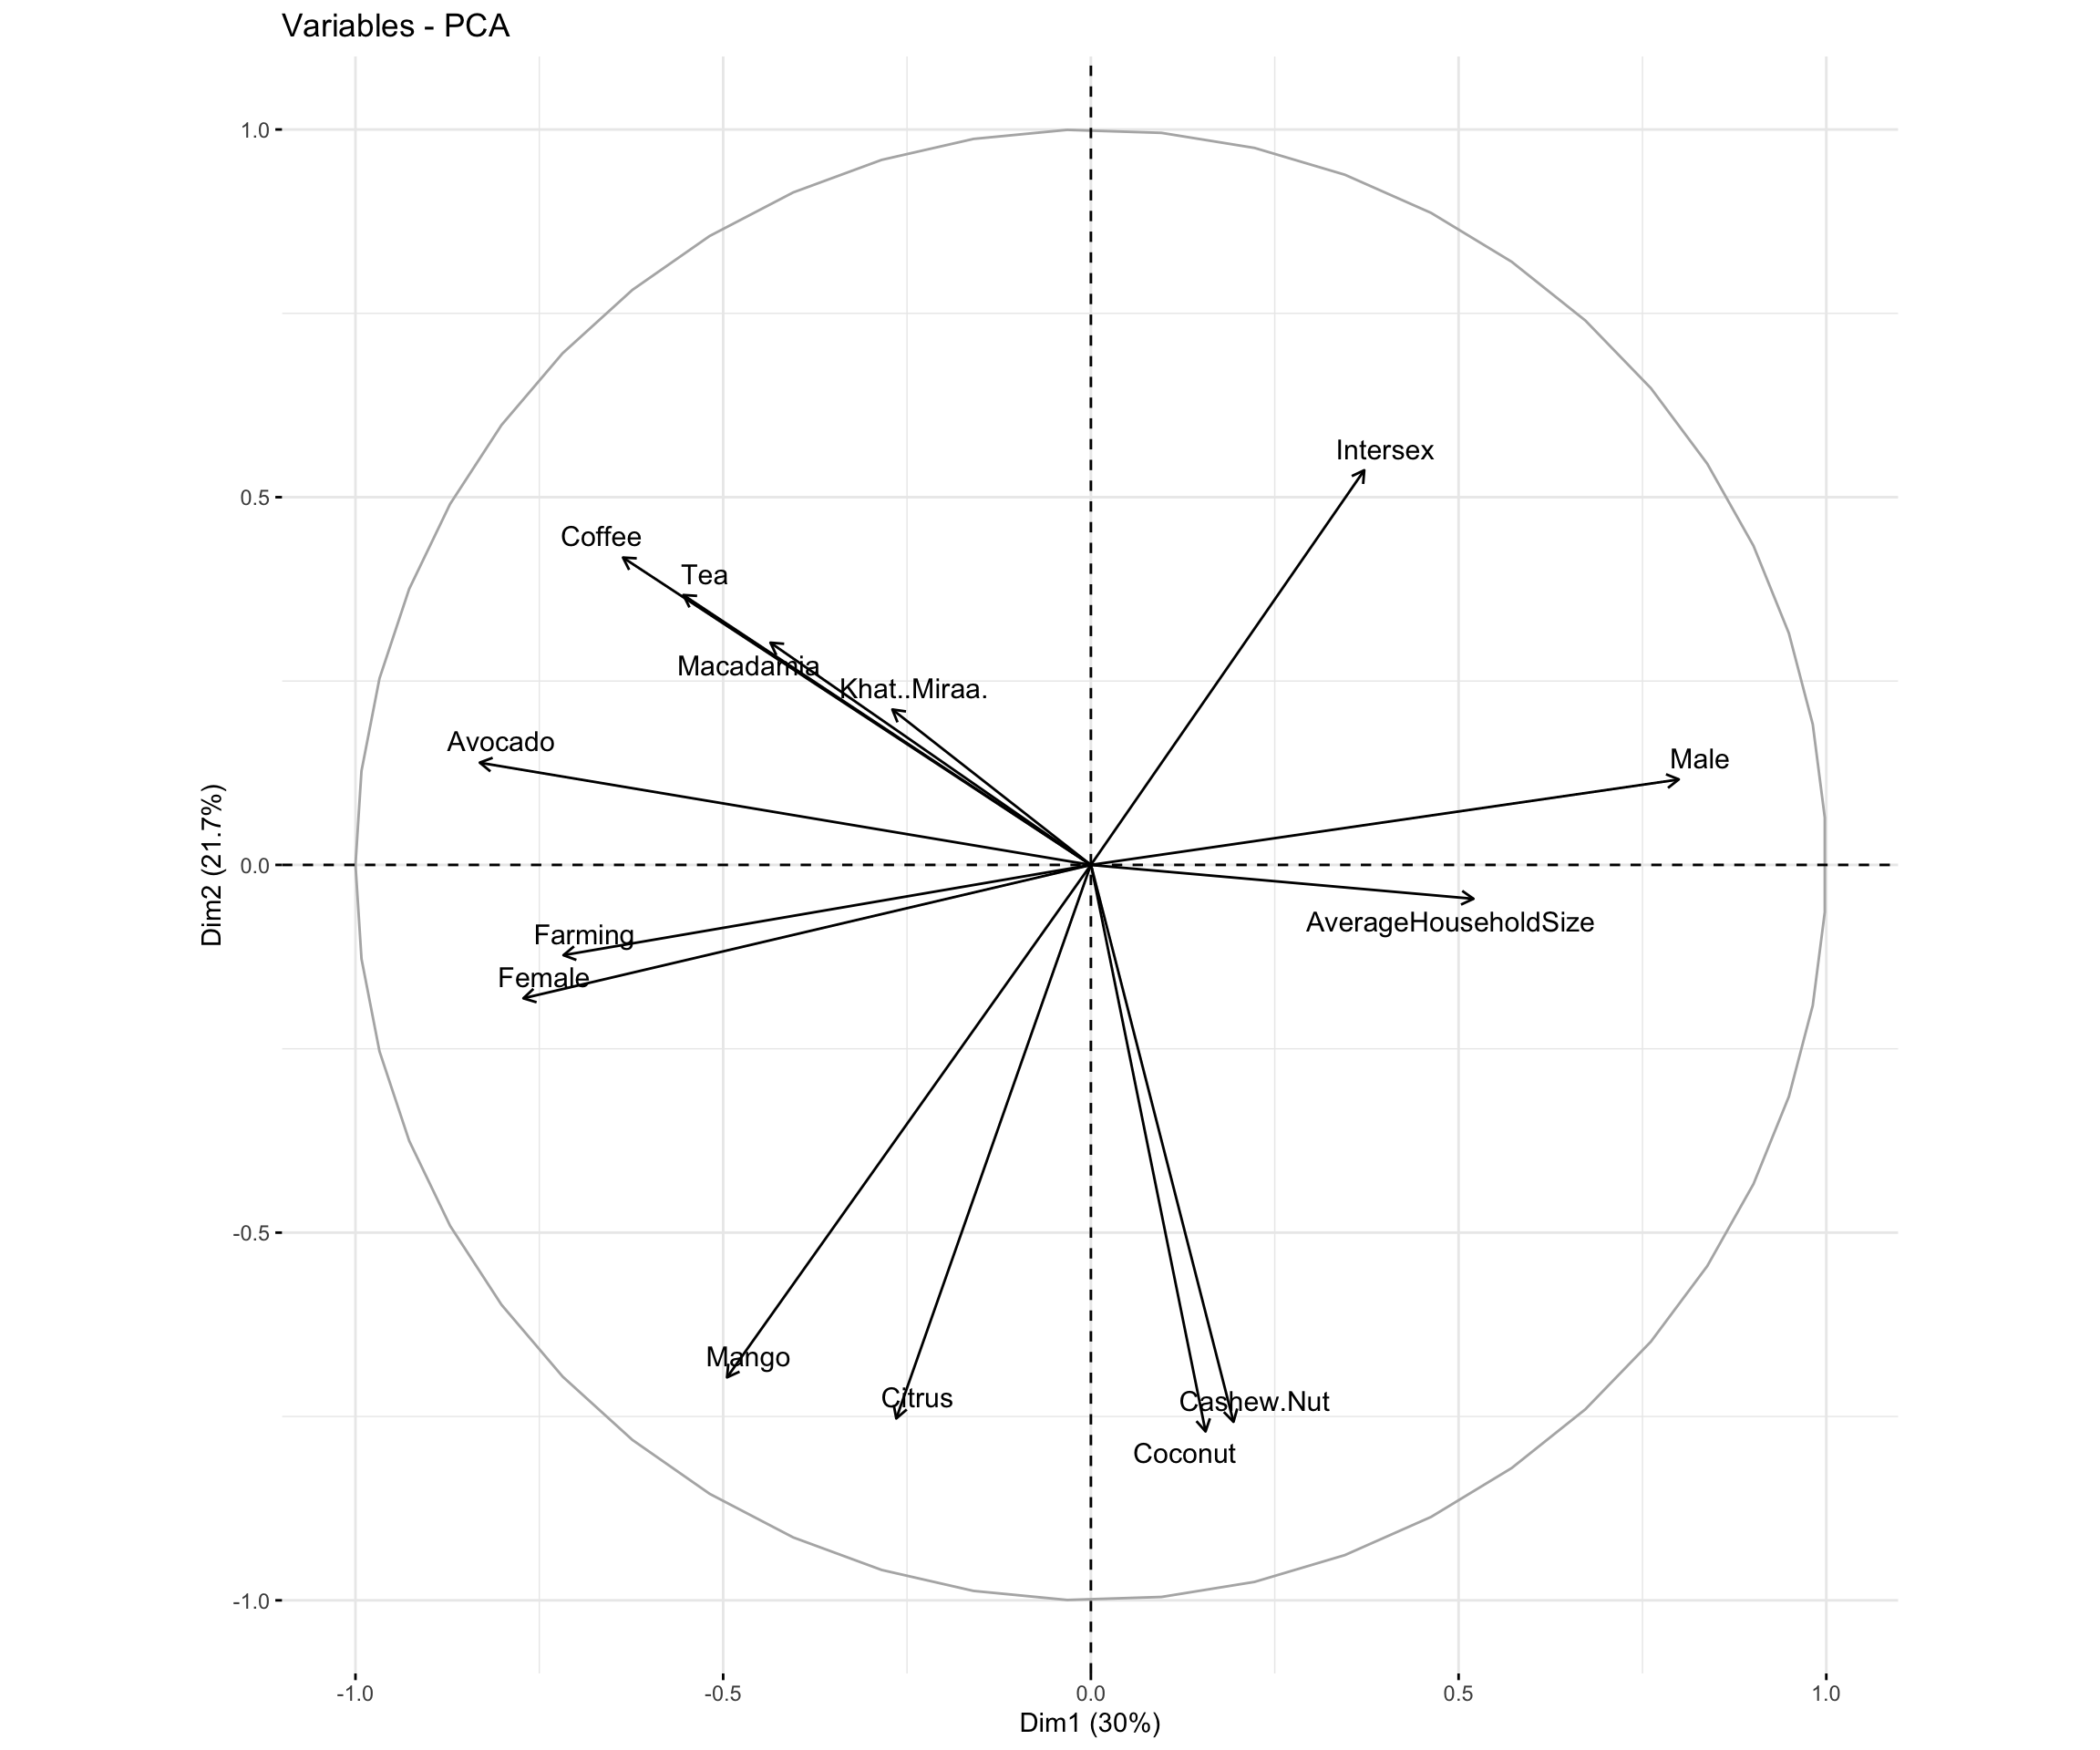 Variables - PCA
1.0
Intersex
0.5
Coffee
Tea
Macadamia
Khat..Miraa.
Avocado
Male
Dim2 (21.7%)
0.0
AverageHouseholdSize
Farming
Female
-0.5
Mango
Citrus
Cashew.Nut
Coconut
-1.0
-1.0 -0.5 0.0 0.5 1.0
Dim1 (30%)